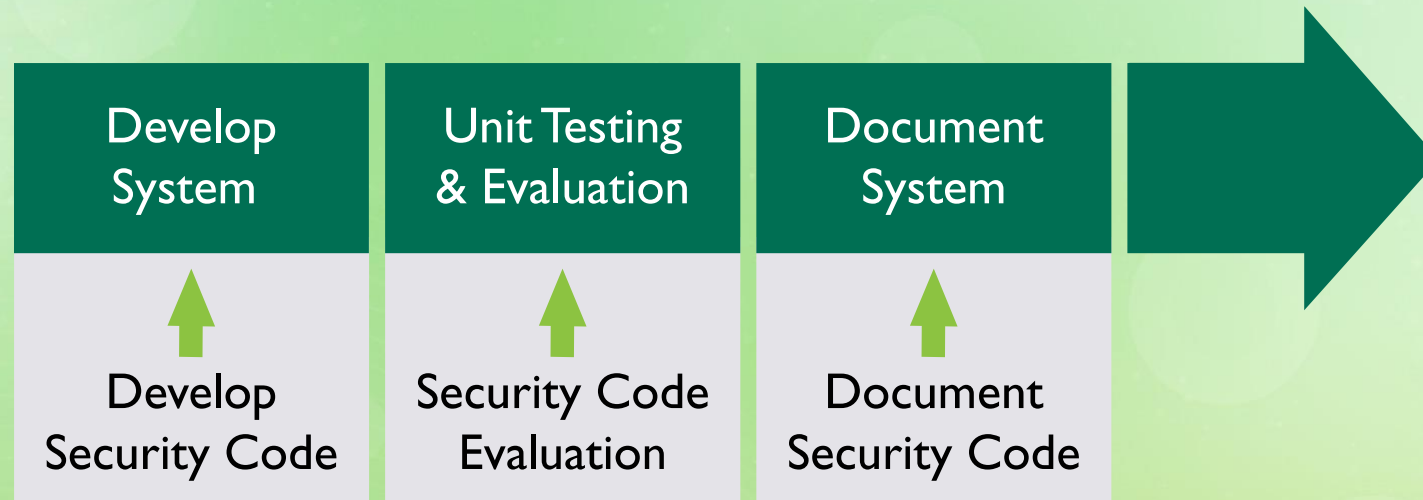 Develop
System
Unit Testing
& Evaluation
Document
System
Develop
Security Code
Security Code
Evaluation
Document
Security Code